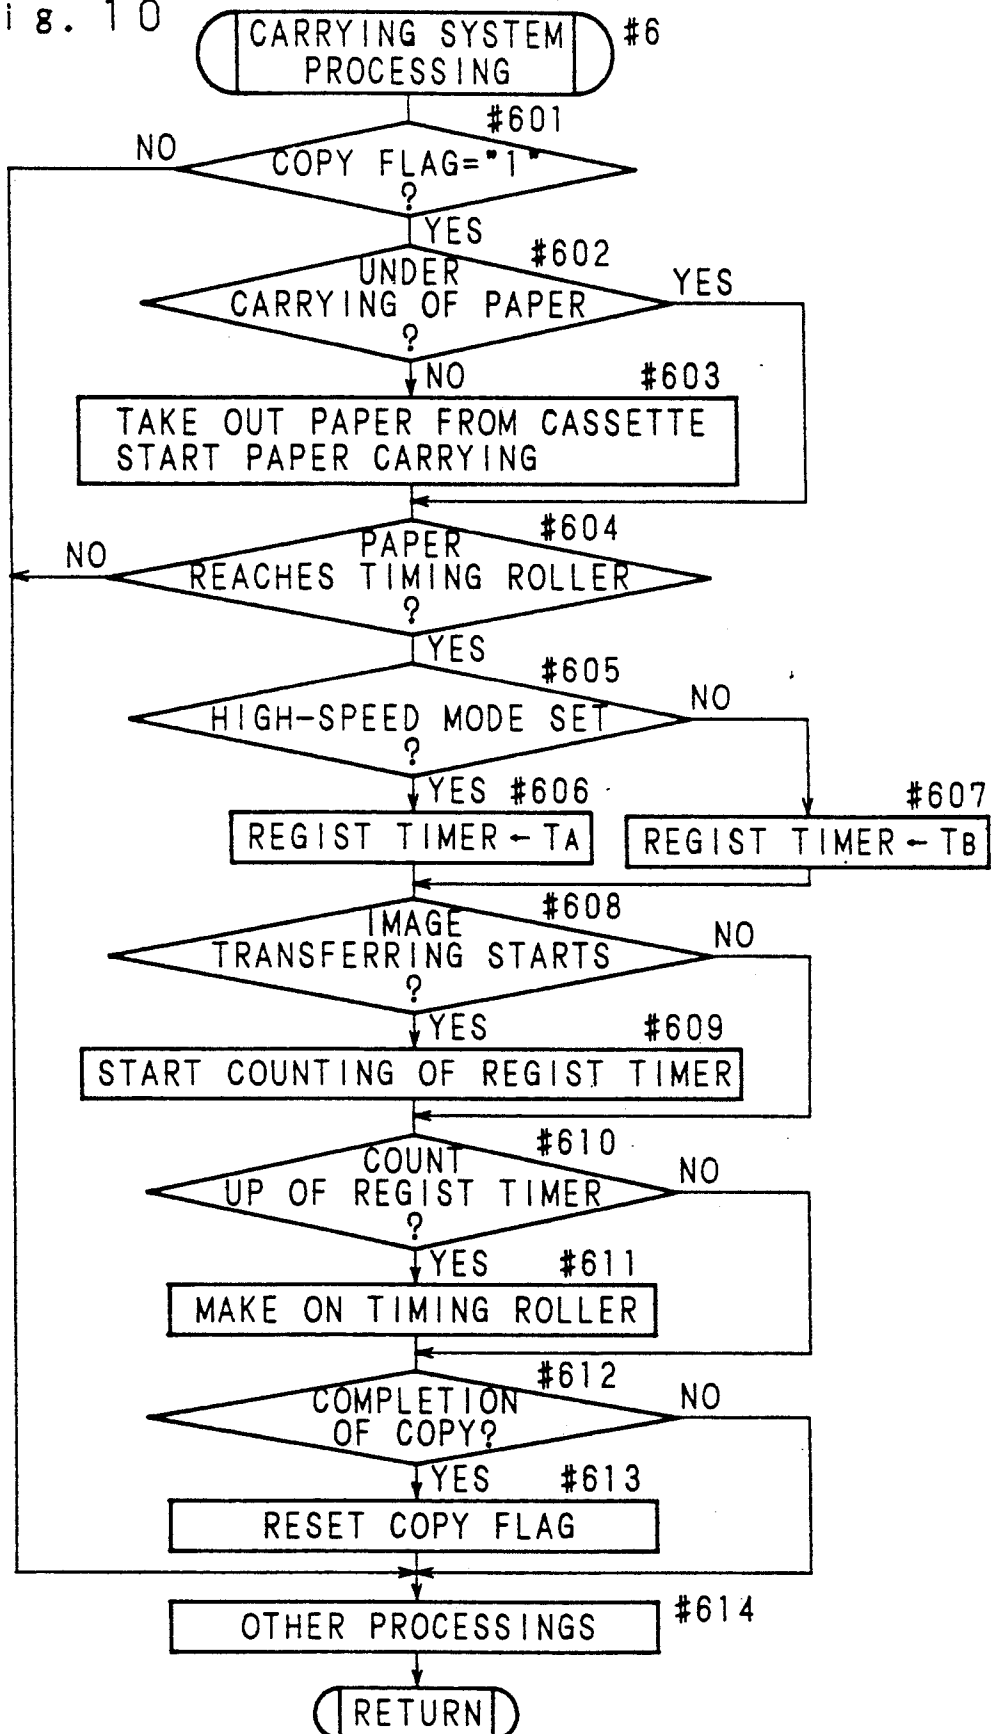 ig. 10
CARRYING SYSTEM
PROCESSING
#6
#601
NO
COPY FLAG="1"
?
YES
#602
UNDER
CARRYING OF PAPER
?
YES
NO
#603
TAKE OUT PAPER FROM CASSETTE
START PAPER CARRYING
#604
NO
PAPER
REACHES TIMING ROLLER
?
YES
#605
NO
HIGH-SPEED MODE SET
?
YES #606
#607
REGIST TIMER ← TA
REGIST TIMER ← TB
#608
IMAGE
TRANSFERRING STARTS
?
NO
YES
#609
START COUNTING OF REGIST TIMER
#610
COUNT
UP OF REGIST TIMER
?
NO
YES
#611
MAKE ON TIMING ROLLER
#612
COMPLETION
OF COPY?
NO
YES
#613
RESET COPY FLAG
#614
OTHER PROCESSINGS
RETURN